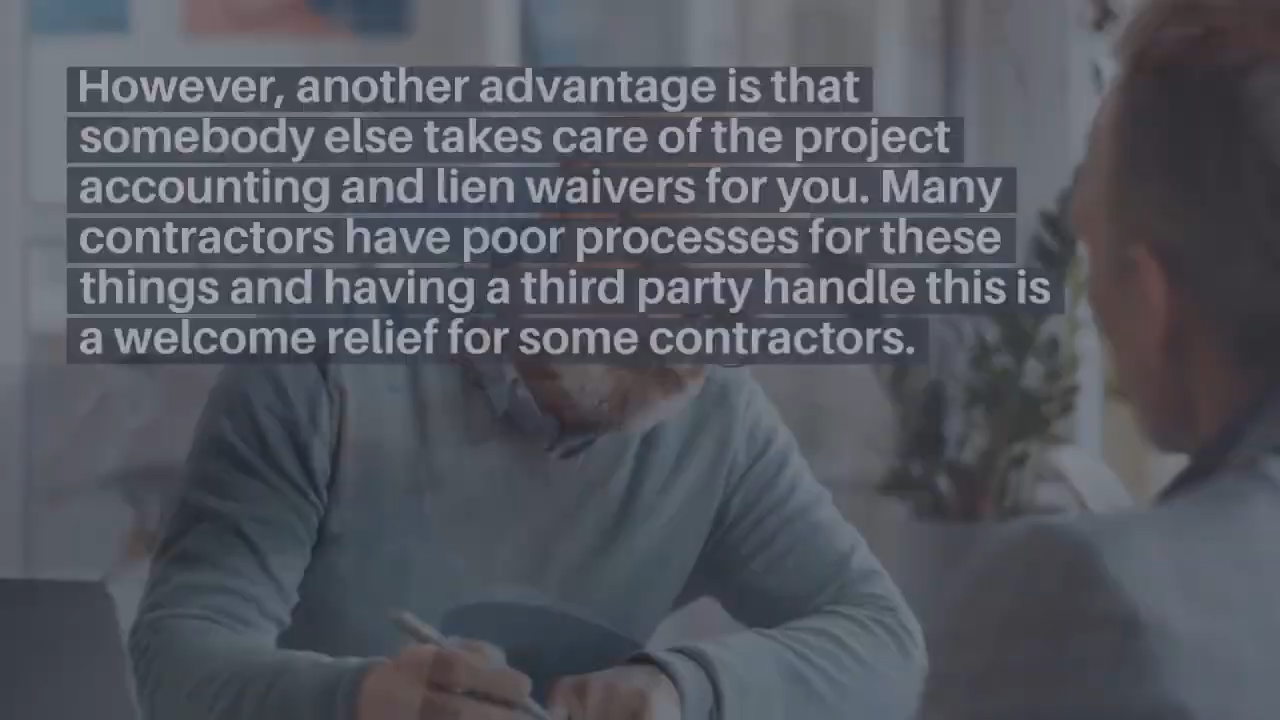 However, another advantage is that
somebody else takes care of the project
accounting and lien waivers for you. Many
contractors have poor processes for these
things and having a third party handle this is
a welcome relief for some contractors.